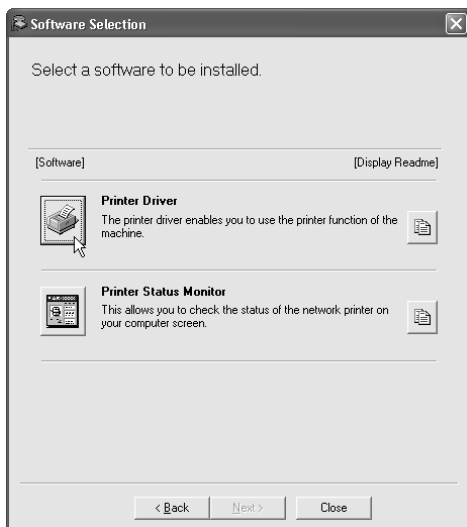 Software Selection
Select a software to be installed.
[Software] [Display Readme]
Printer Driver
The printer driver enables you to use the printer function of the
machine.
Printer Status Monitor
This allows you to check the status of the network printer on
your computer screen.
< Back Next > Close